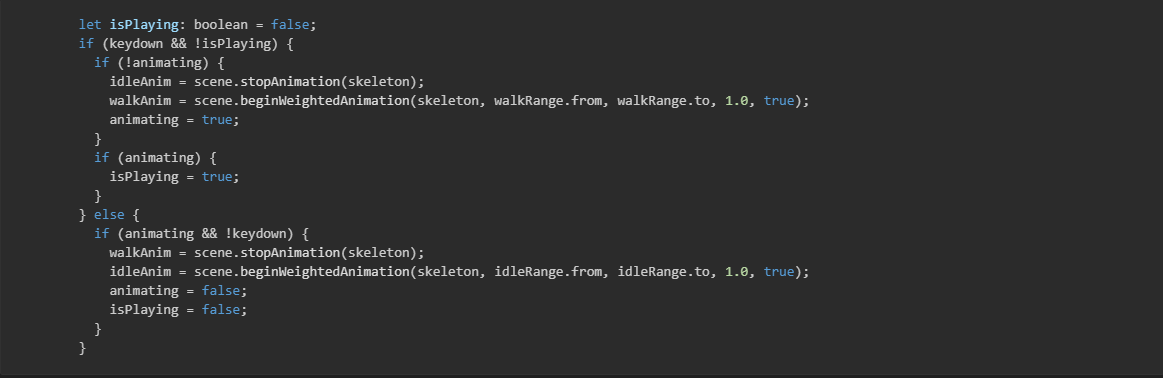 let isPlaying: boolean = false;
if (keydown && !isPlaying) {
  if (!animating) {
    idleAnim = scene.stopAnimation(skeleton);
    walkAnim = scene.beginWeightedAnimation(skeleton, walkRange.from, walkRange.to, 1.0, true);
    animating = true;
  }
  if (animating) {
    isPlaying = true;
  }
} else {
  if (animating && !keydown) {
    walkAnim = scene.stopAnimation(skeleton);
    idleAnim = scene.beginWeightedAnimation(skeleton, idleRange.from, idleRange.to, 1.0, true);
    animating = false;
    isPlaying = false;
  }
}